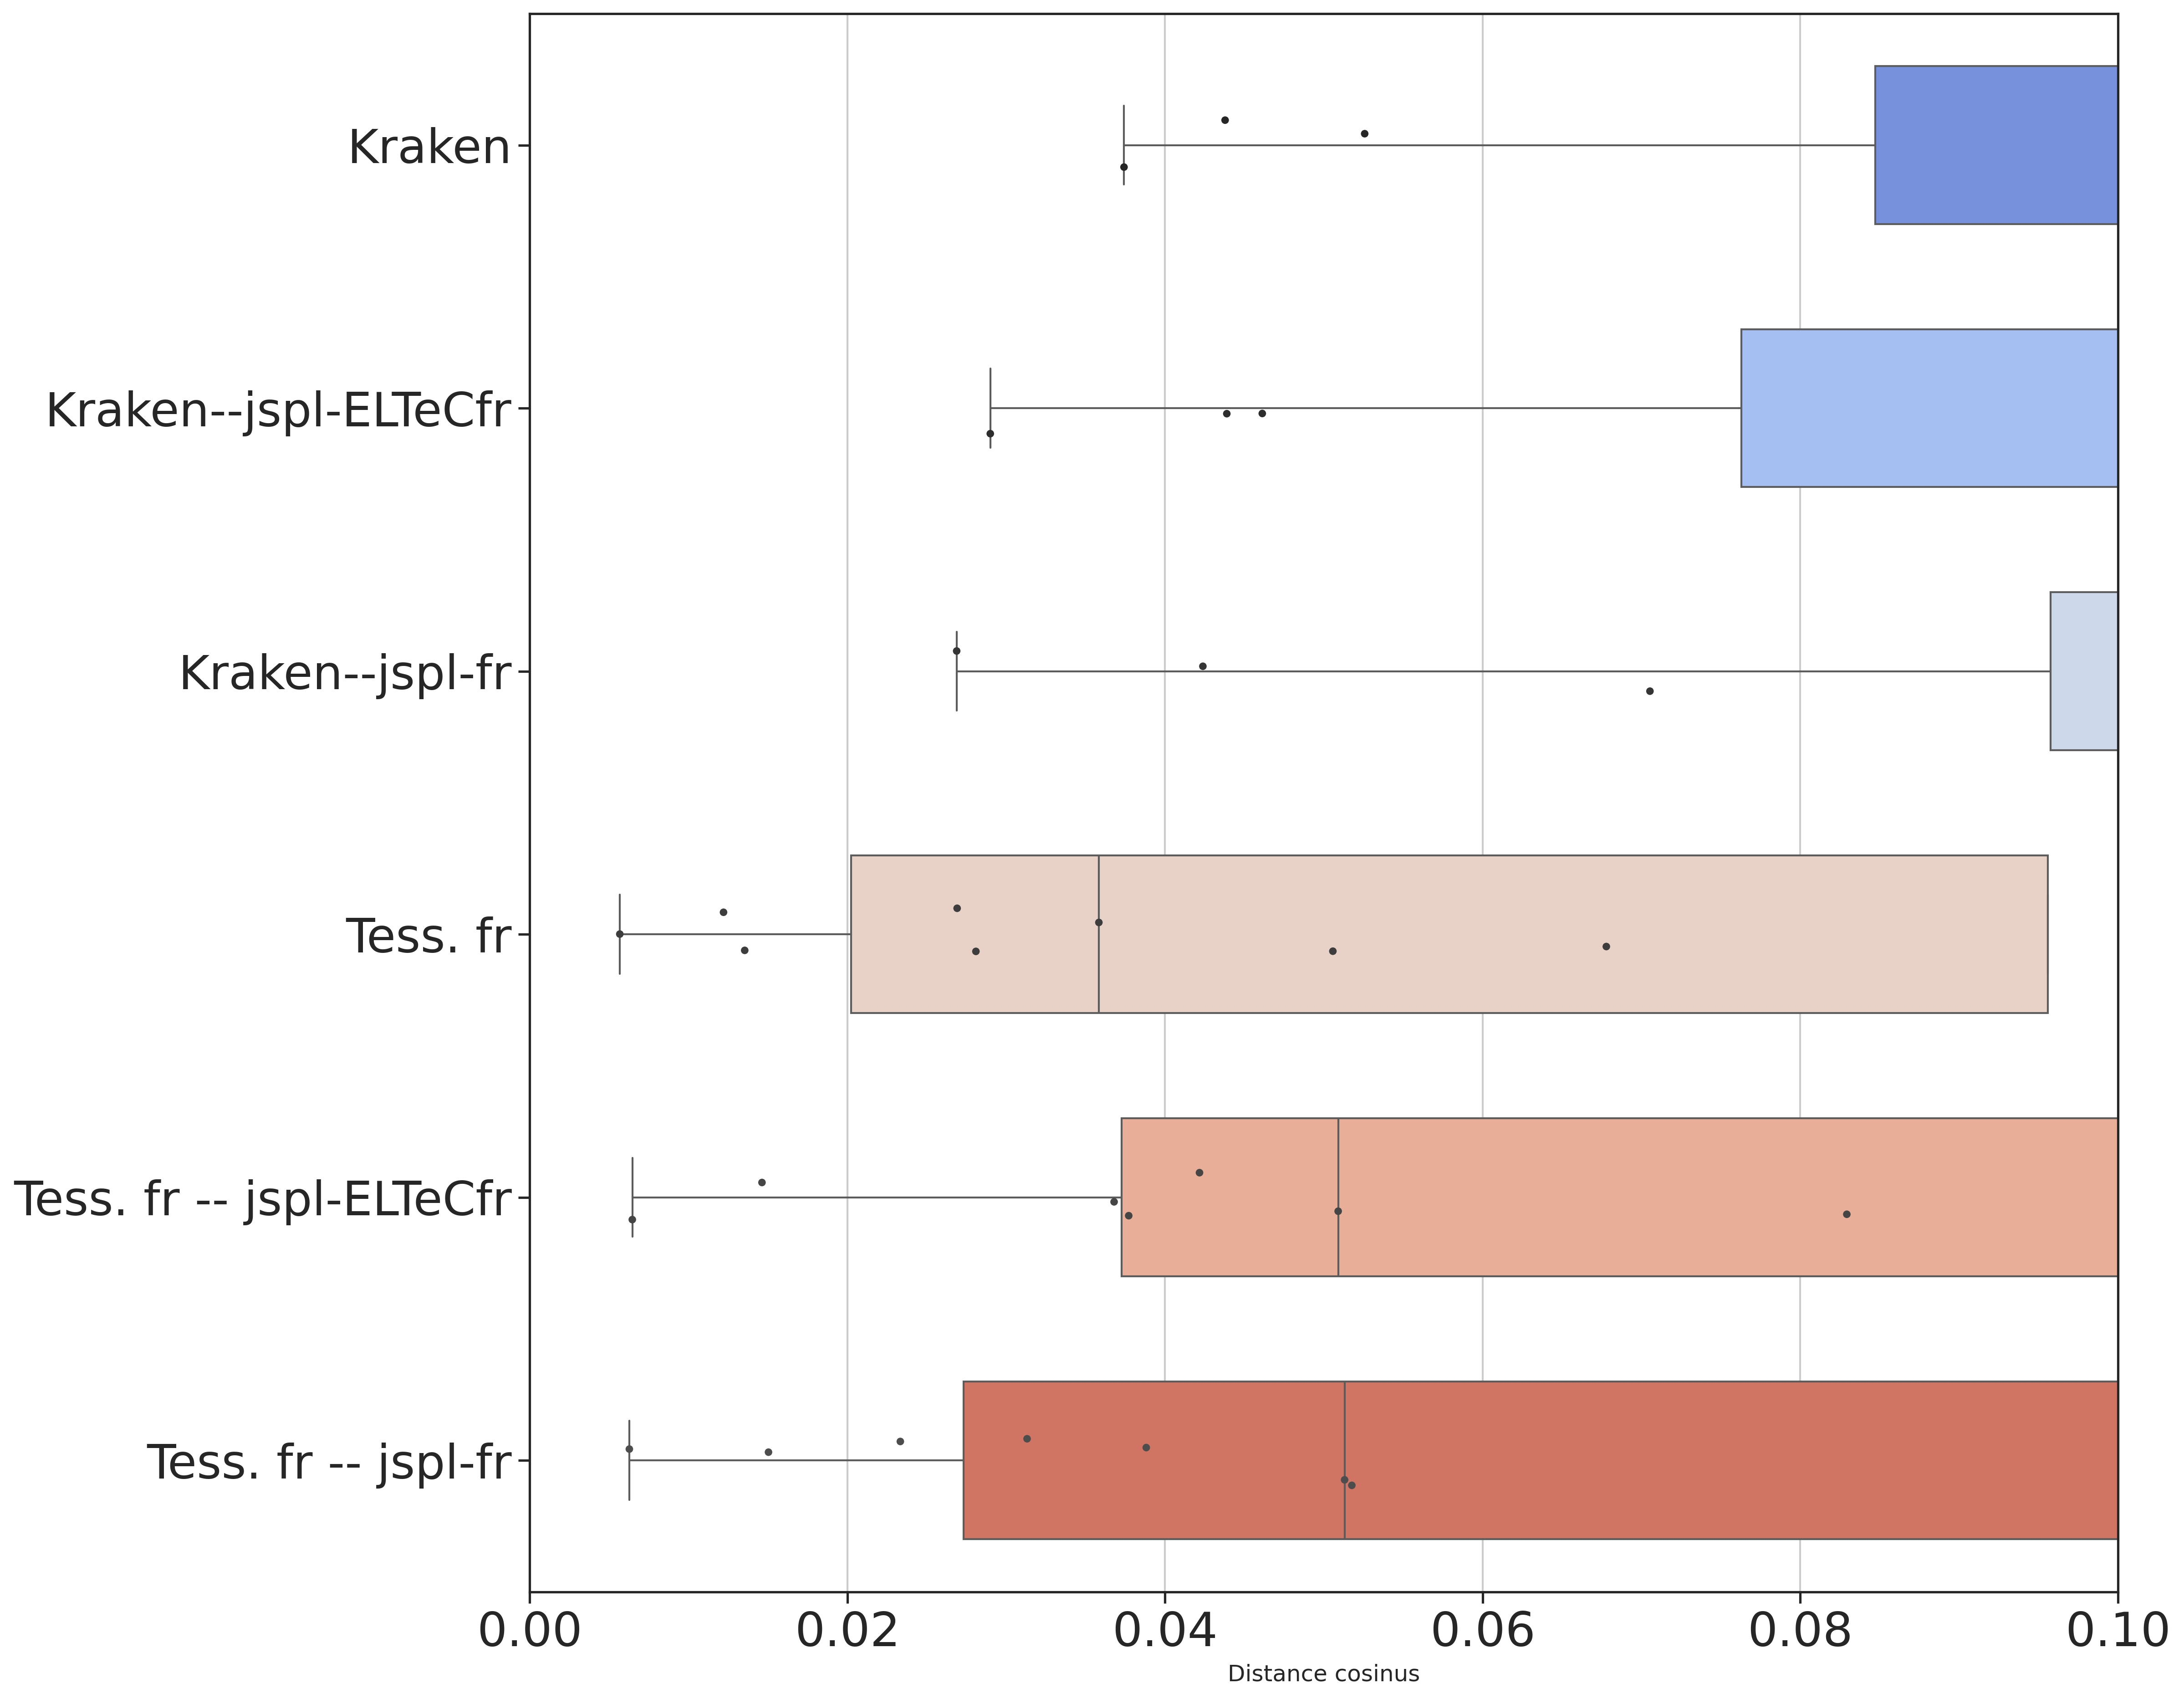 Kraken
Kraken--jspl-ELTeCfr
Kraken--jspl-fr
Tess. fr
Tess. fr -- jspl-ELTeCfr
Tess. fr -- jspl-fr
0.00 0.02 0.04 0.06 0.08 0.10
Distance cosinus